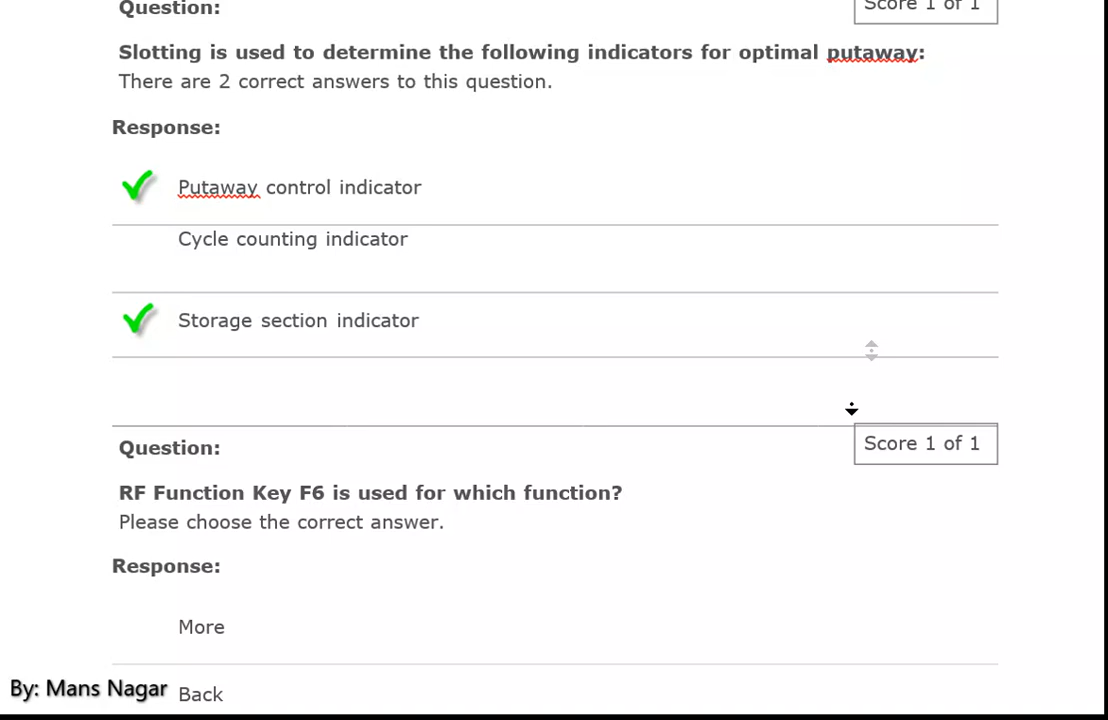 Question:
Score 1 of 1
Slotting is used to determine the following indicators for optimal putaway:
There are 2 correct answers to this question.
Response:
Putaway control indicator
Cycle counting indicator
Storage section indicator
Question:
Score 1 of 1
RF Function Key F6 is used for which function?
Please choose the correct answer.
Response:
More
By: Mans Nagar
Back